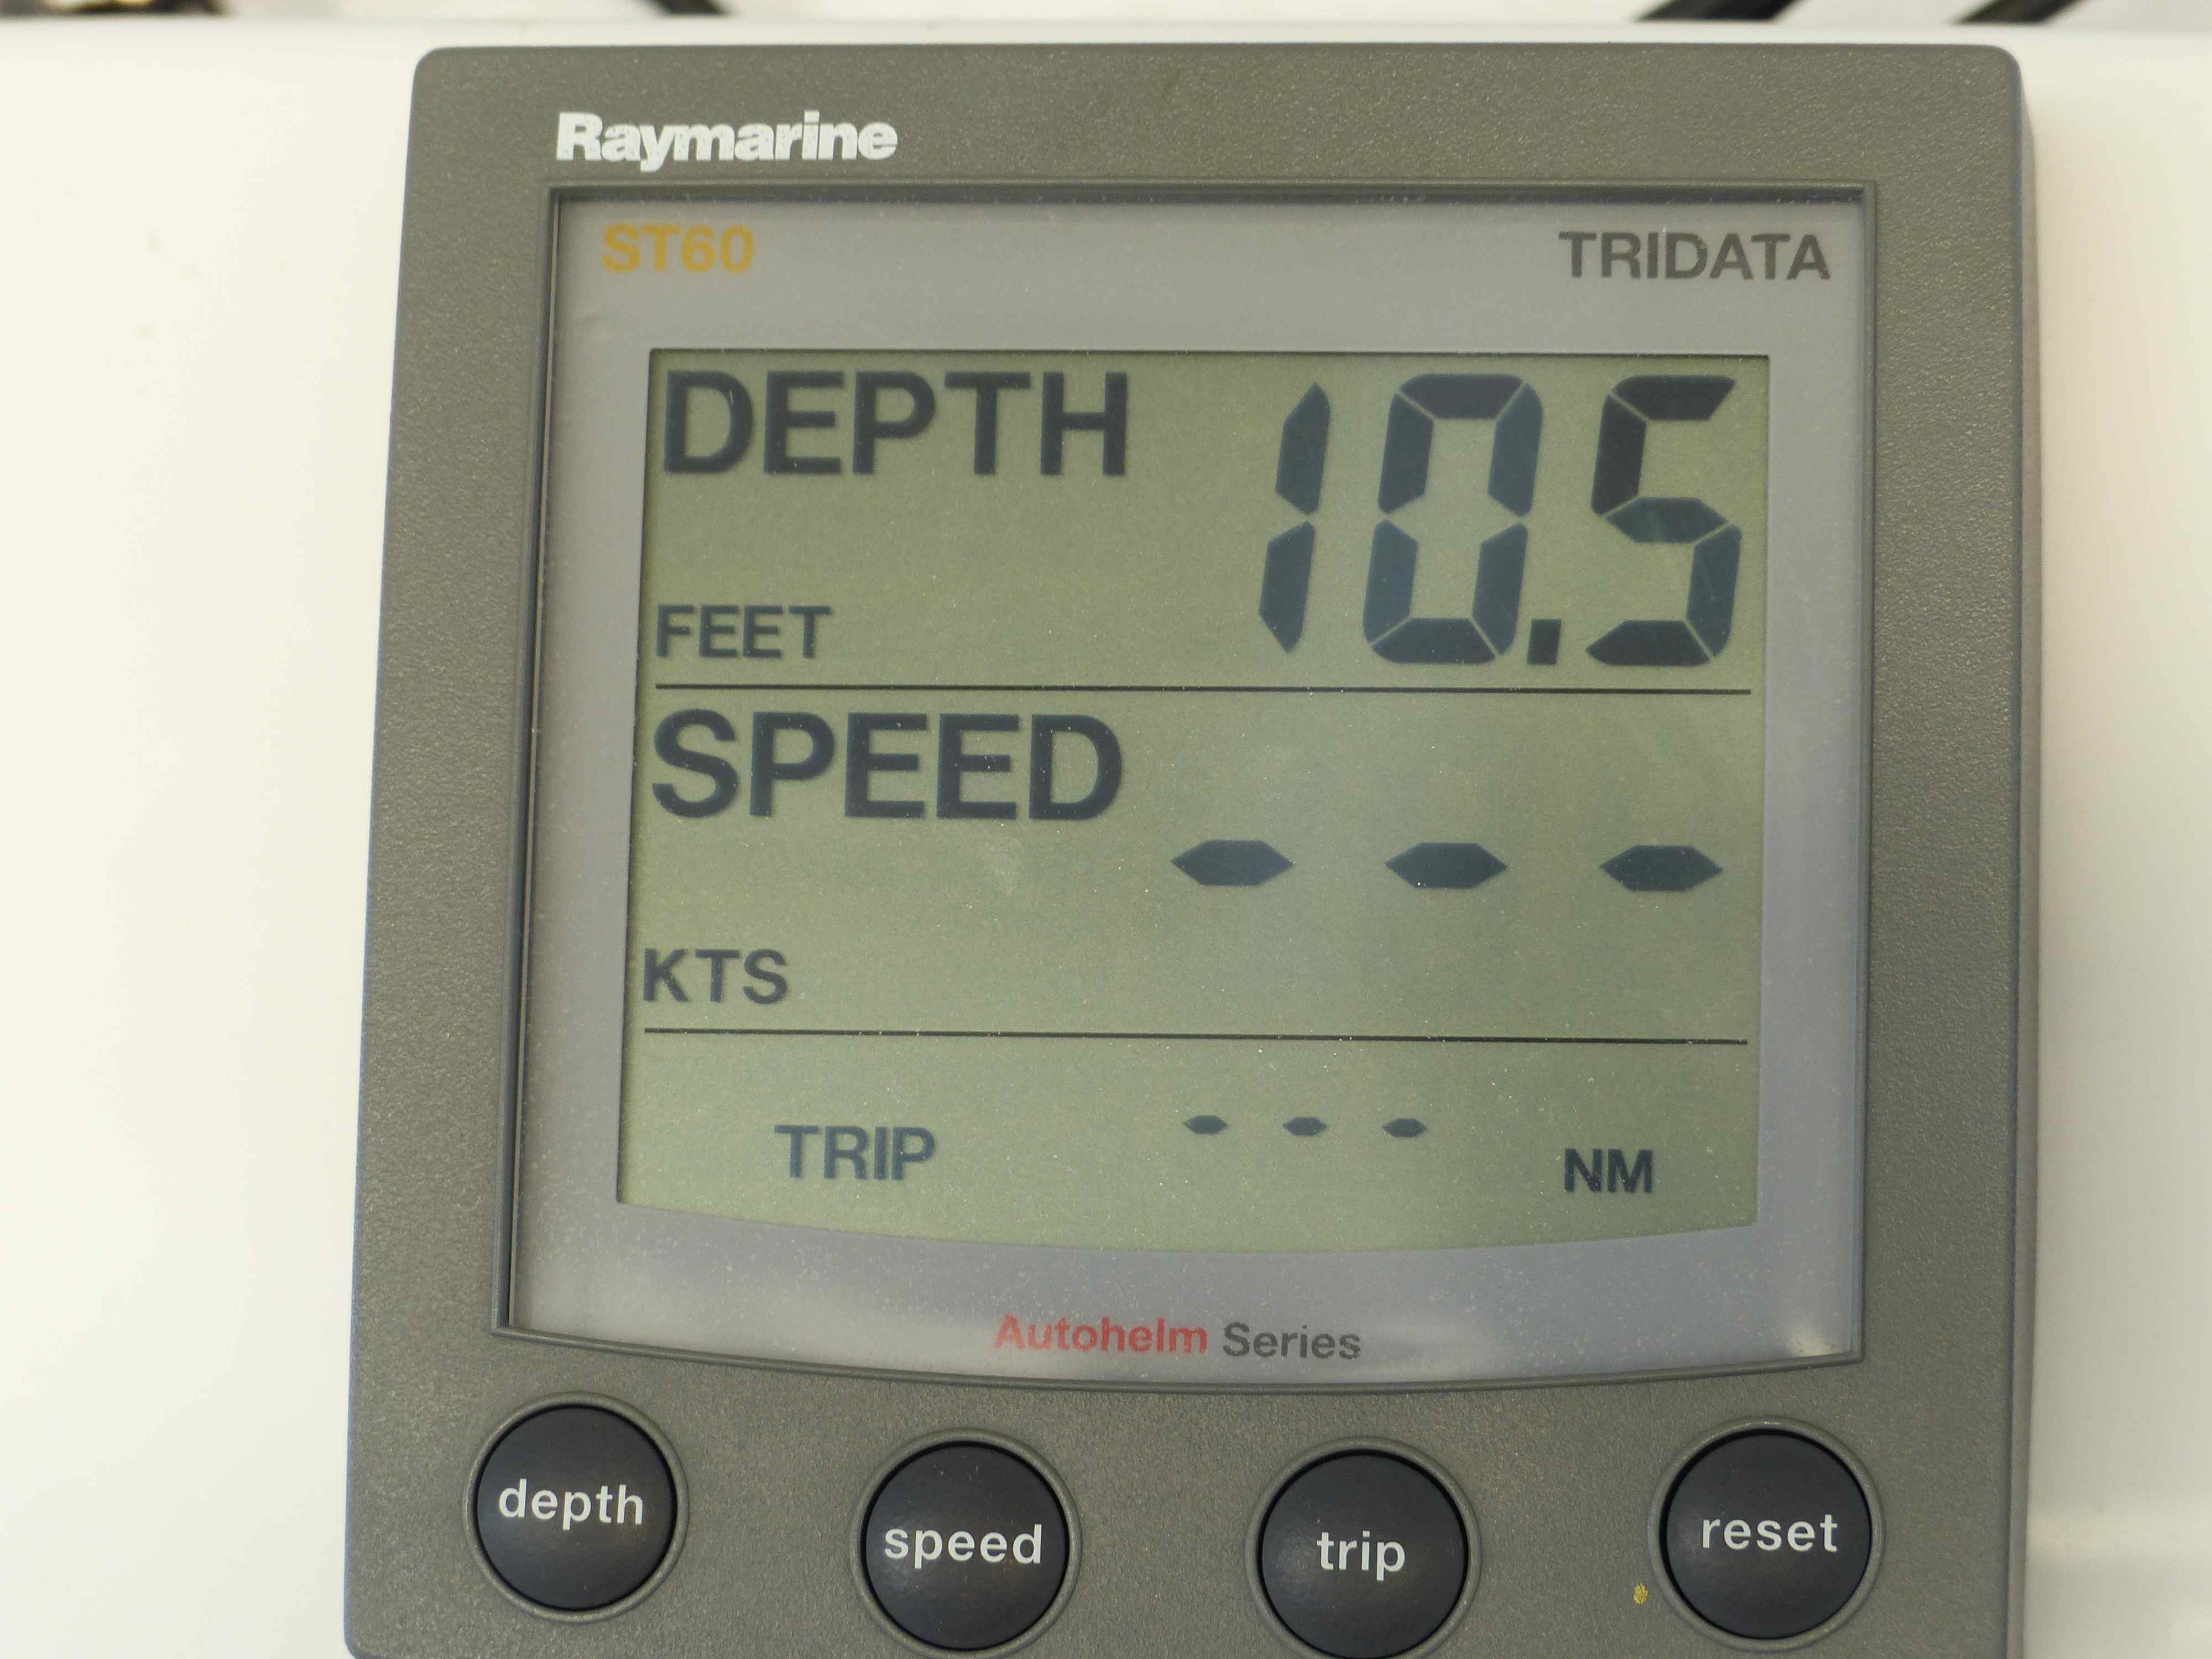 Raymarine
ST60 TRIDATA
DEPTH 10.5
FEET
SPEED - - -
KTS
TRIP - - - NM
Autohelm Series
depth speed trip reset